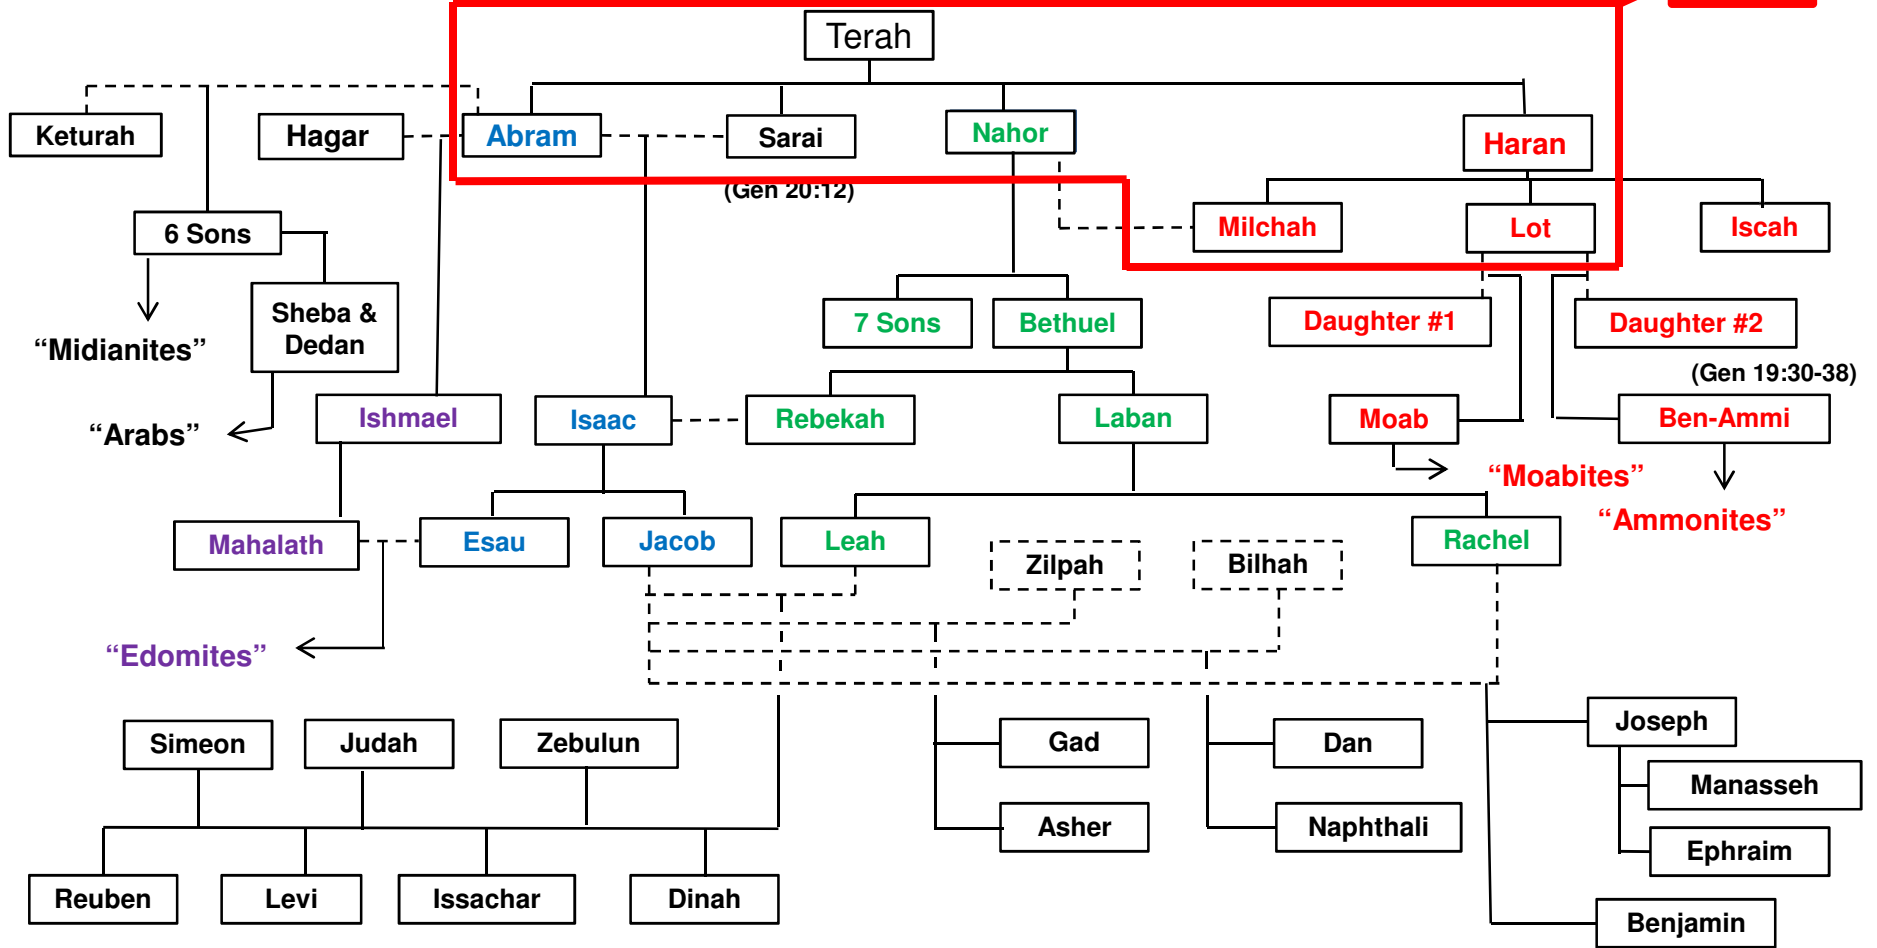 Terah
Keturah
Hagar
Abram
Sarai
Nahor
Haran
(Gen 20:12)
6 Sons
Milchah
Lot
Iscah
Sheba &
Dedan
7 Sons
Bethuel
Daughter #1
Daughter #2
“Midianites”
(Gen 19:30-38)
“Arabs”
Ishmael
Isaac
Rebekah
Laban
Moab
Ben-Ammi
“Moabites”
“Ammonites”
Mahalath
Esau
Jacob
Leah
Zilpah
Bilhah
Rachel
“Edomites”
Simeon
Judah
Zebulun
Gad
Dan
Joseph
Manasseh
Asher
Naphthali
Ephraim
Reuben
Levi
Issachar
Dinah
Benjamin